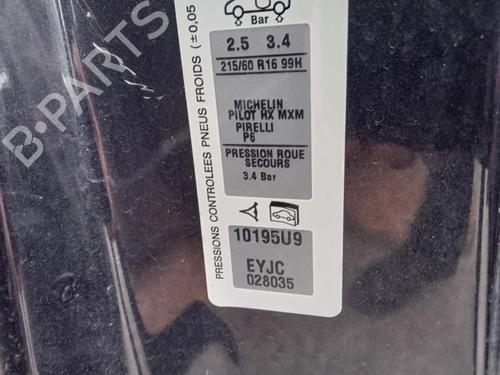 Bar
2.5 3.4
215/60 R16 99H
MICHELIN
PILOT HX MXM
PIRELLI
P6
PRESSION ROUE
SECOURS
3.4 Bar
10195U9
EYJC
028035
PRESSIONS CONTROLEES PNEUS FROIDS (±0,05
B-PARTS